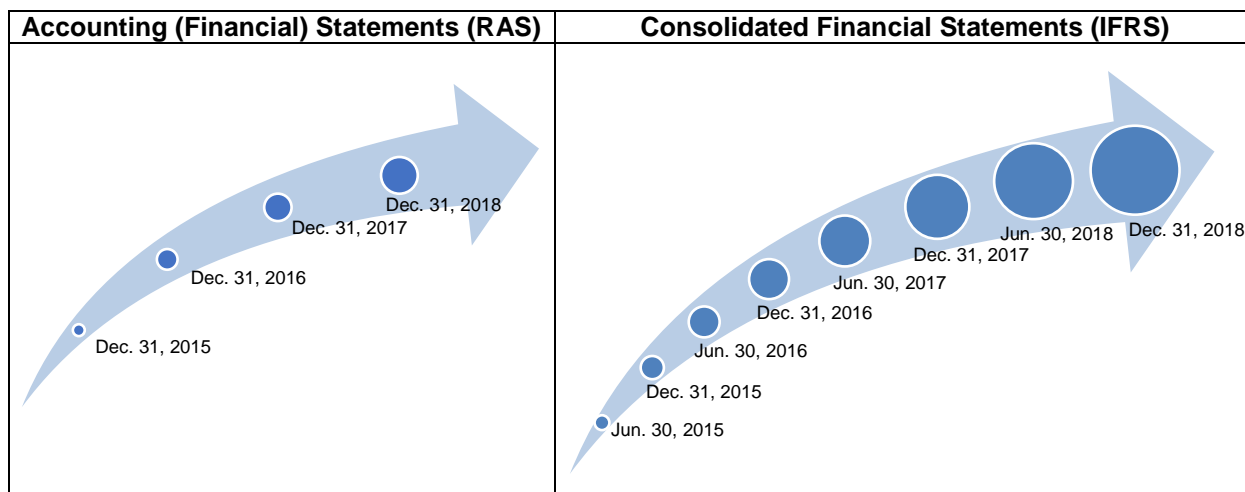 Accounting (Financial) Statements (RAS)
Consolidated Financial Statements (IFRS)
Dec. 31, 2018
Dec. 31, 2017
Dec. 31, 2016
Dec. 31, 2015
Dec. 31, 2018
Jun. 30, 2018
Dec. 31, 2017
Jun. 30, 2017
Dec. 31, 2016
Jun. 30, 2016
Dec. 31, 2015
Jun. 30, 2015